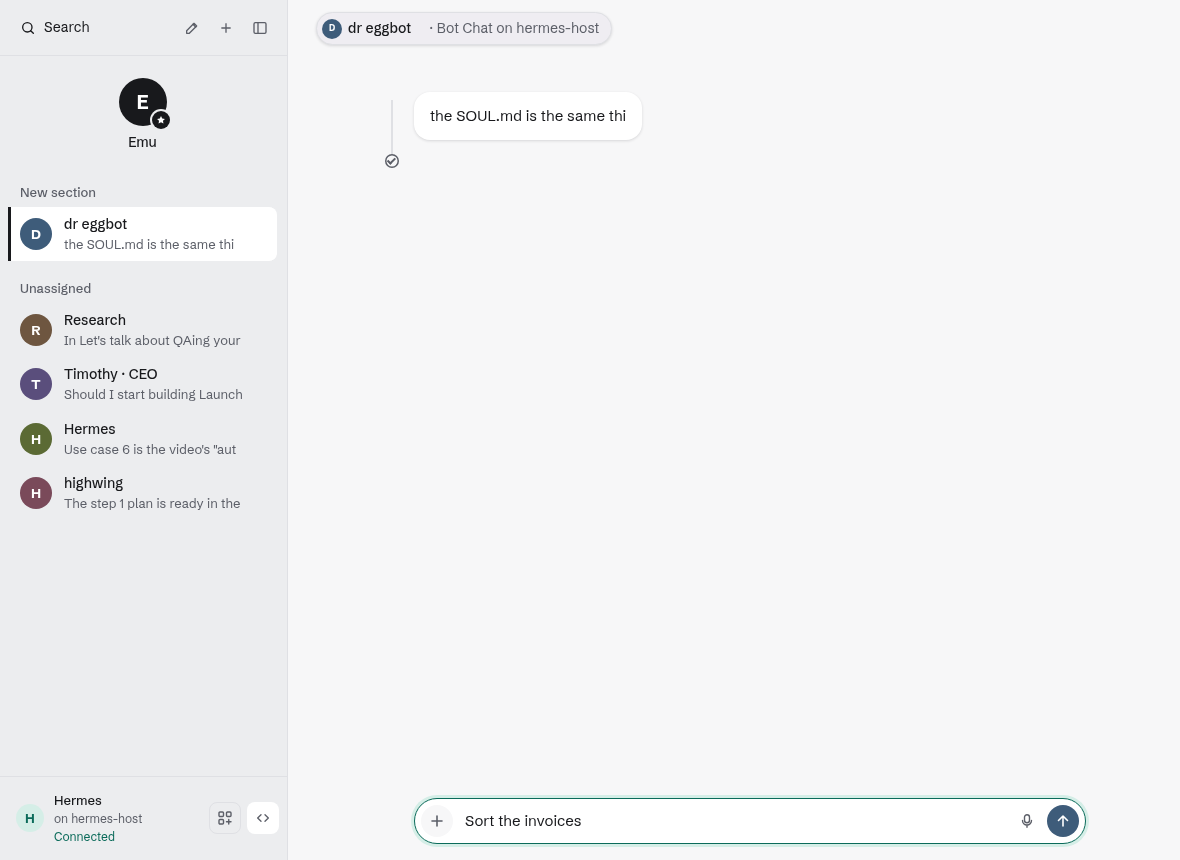 Search
E
Emu
New section
D
dr eggbot
the SOUL.md is the same thi
Unassigned
R
Research
In Let's talk about QAing your
T
Timothy · CEO
Should I start building Launch
H
Hermes
Use case 6 is the video's "aut
H
highwing
The step 1 plan is ready in the
H
Hermes
on hermes-host
Connected
D dr eggbot · Bot Chat on hermes-host
the SOUL.md is the same thi
Sort the invoices